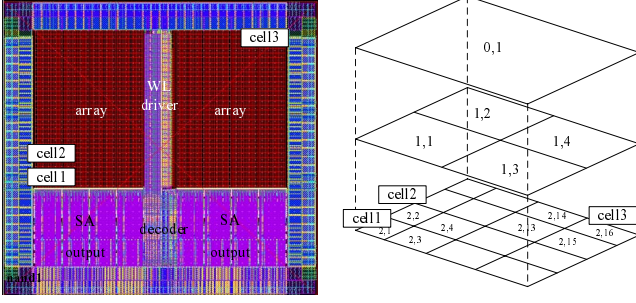 cell3
WL
driver
array
array
cell2
cell1
SA
decoder
SA
output
output
nand1
0,1
1,2
1,1
1,4
1,3
cell2
cell1
cell3
2,1
2,2
2,3
2,4
2,13
2,14
2,15
2,16